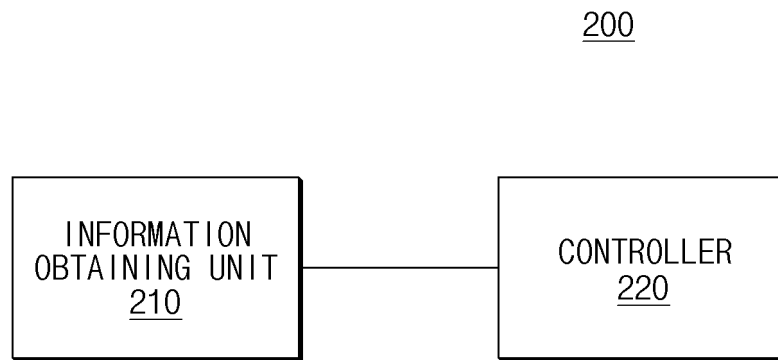 200
INFORMATION
OBTAINING UNIT
210
CONTROLLER
220